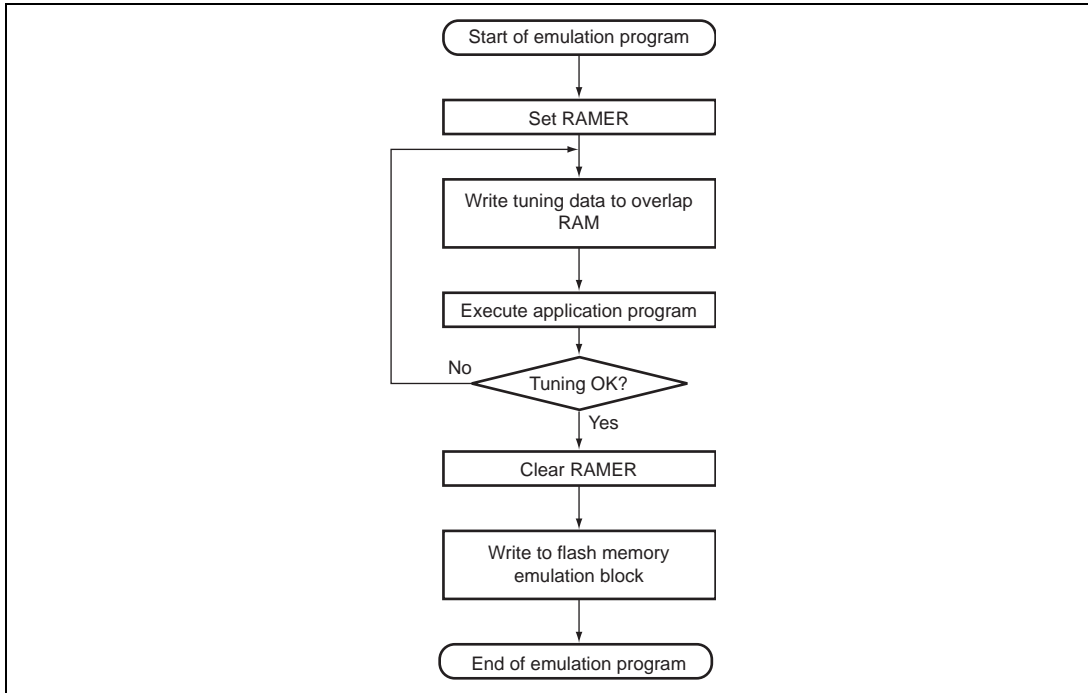 Start of emulation program
Set RAMER
Write tuning data to overlap
RAM
Execute application program
No
Tuning OK?
Yes
Clear RAMER
Write to flash memory
emulation block
End of emulation program